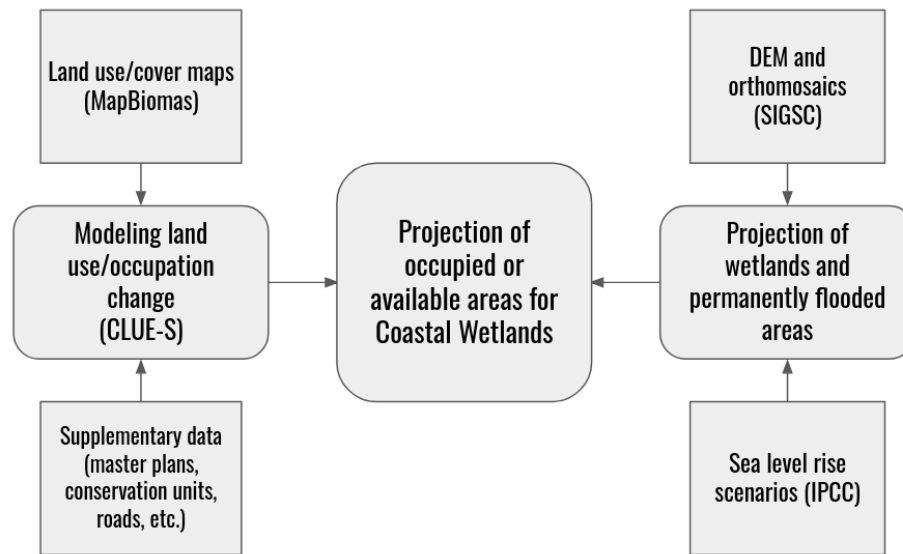 Land use/cover maps
(MapBiomas)
DEM and
orthomosaics
(SIGSC)
Modeling land
use/occupation
change
(CLUE-S)
Projection of
occupied or
available areas for
Coastal Wetlands
Projection of
wetlands and
permanently flooded
areas
Supplementary data
(master plans,
conservation units,
roads, etc.)
Sea level rise
scenarios (IPCC)